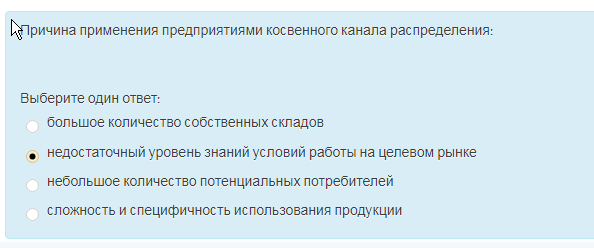 Причина применения предприятиями косвенного канала распределения:
Выберите один ответ:
большое количество собственных складов
недостаточный уровень знаний условий работы на целевом рынке
небольшое количество потенциальных потребителей
сложность и специфичность использования продукции